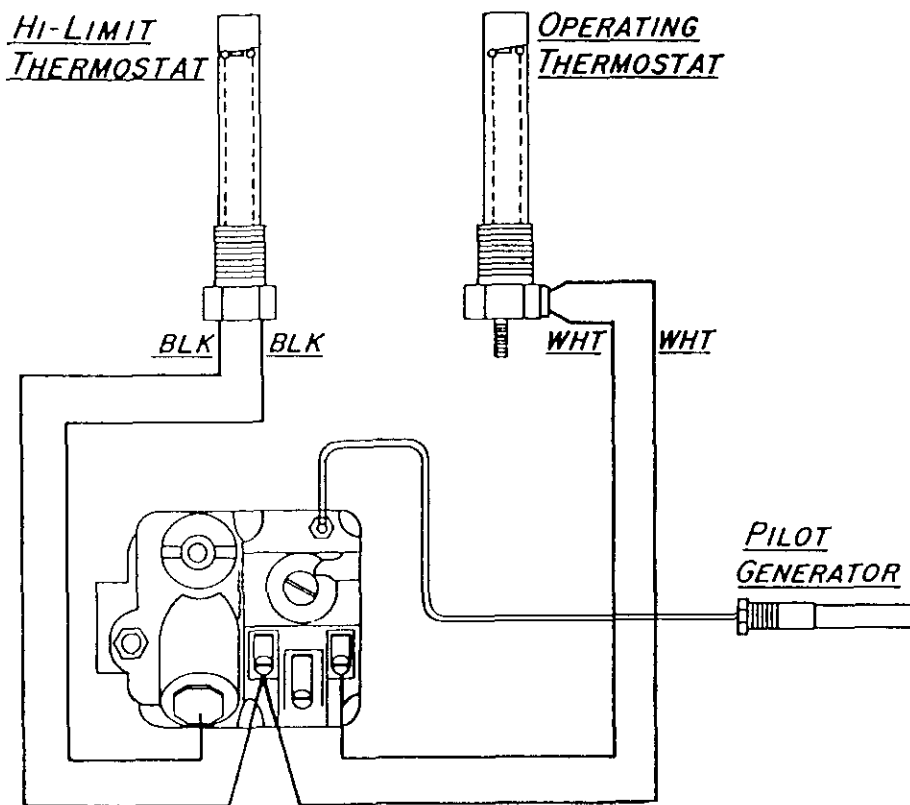 HI-LIMIT
THERMOSTAT
OPERATING
THERMOSTAT
BLK
BLK
WHT
WHT
PILOT
GENERATOR